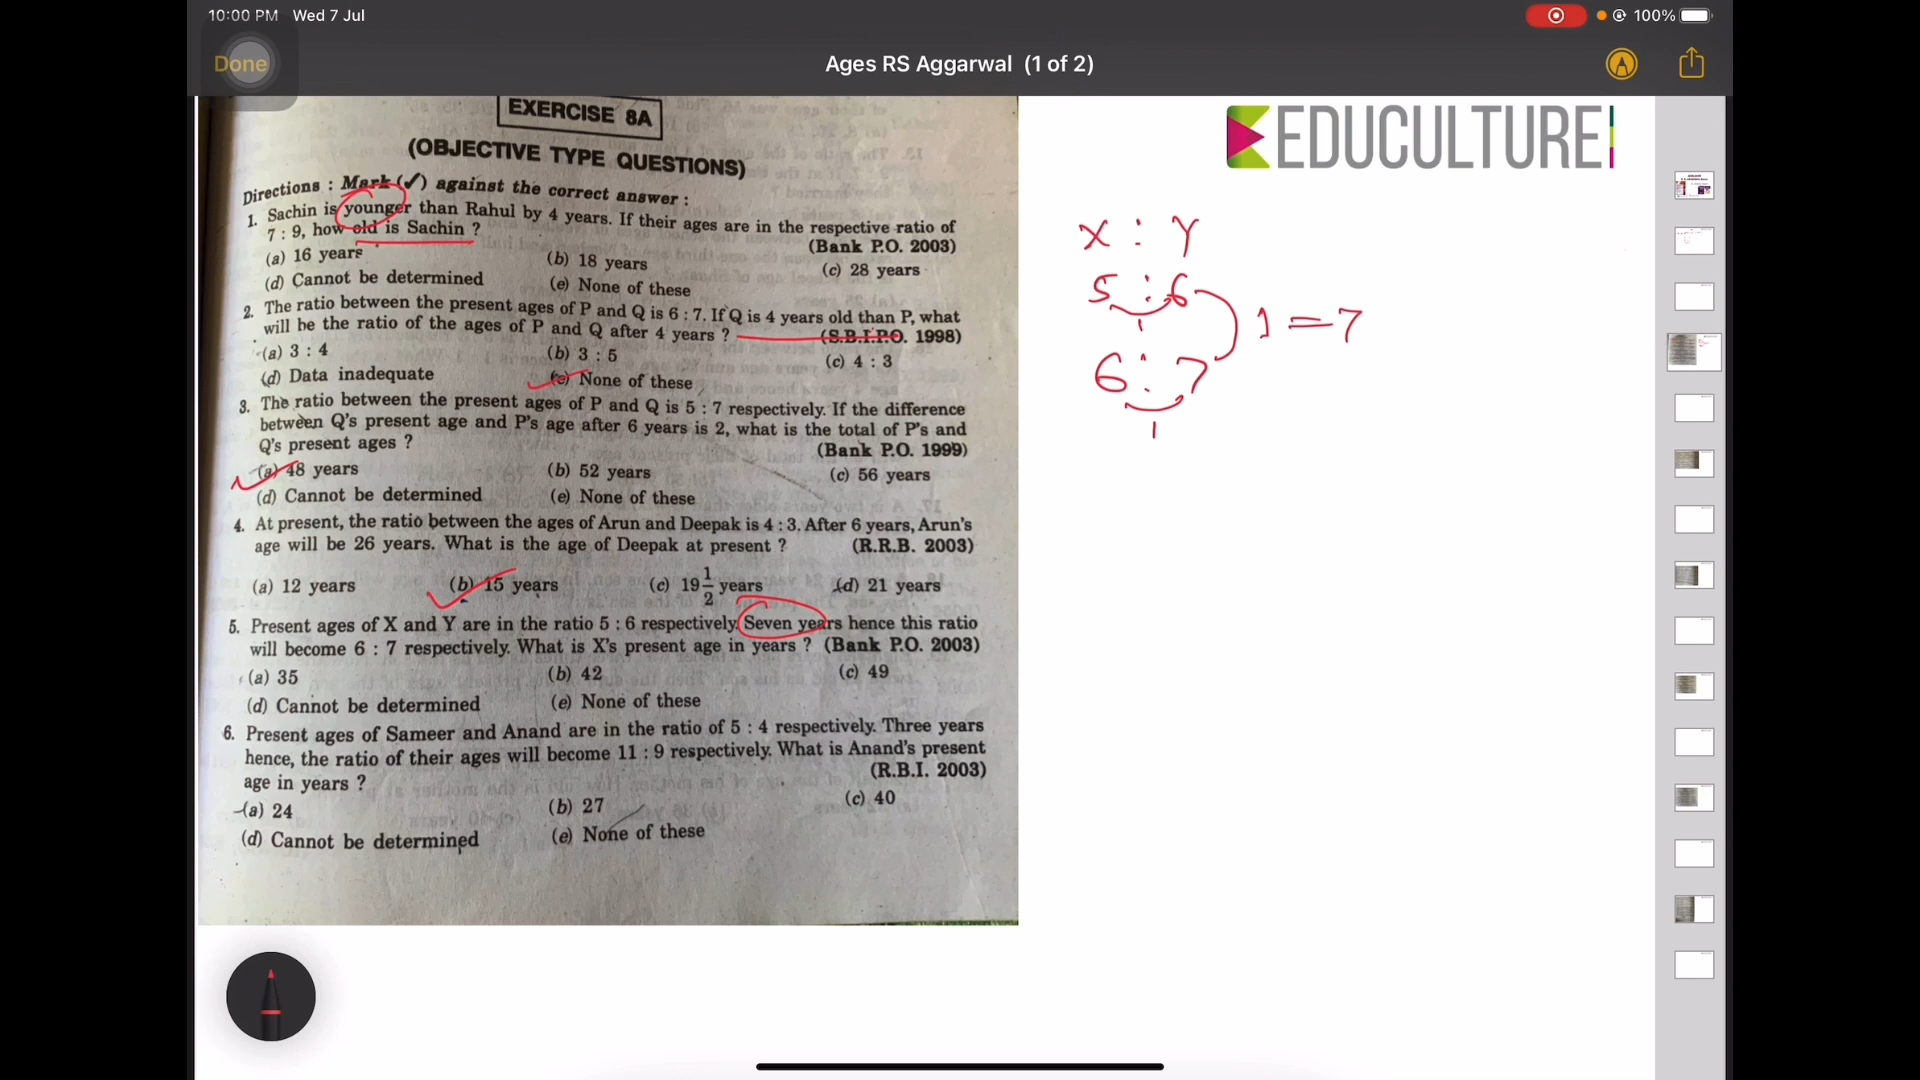 10:00 PM Wed 7 Jul
100%
Done
Ages RS Aggarwal (1 of 2)
EXERCISE 8A
(OBJECTIVE TYPE QUESTIONS)
Directions : Mark (✓) against the correct answer :
1. Sachin is younger than Rahul by 4 years. If their ages are in the respective ratio of
7 : 9, how old is Sachin ? (Bank P.O. 2003)
(a) 16 years (b) 18 years (c) 28 years
(d) Cannot be determined (e) None of these
2. The ratio between the present ages of P and Q is 6 : 7. If Q is 4 years old than P, what
will be the ratio of the ages of P and Q after 4 years ? (S.B.I.P.O. 1998)
(a) 3 : 4 (b) 3 : 5 (c) 4 : 3
(d) Data inadequate (e) None of these
3. The ratio between the present ages of P and Q is 5 : 7 respectively. If the difference
between Q's present age and P's age after 6 years is 2, what is the total of P's and
Q's present ages ? (Bank P.O. 1999)
(a) 48 years (b) 52 years (c) 56 years
(d) Cannot be determined (e) None of these
4. At present, the ratio between the ages of Arun and Deepak is 4 : 3. After 6 years, Arun's
age will be 26 years. What is the age of Deepak at present ? (R.R.B. 2003)
(a) 12 years (b) 15 years (c) 19 1/2 years (d) 21 years
5. Present ages of X and Y are in the ratio 5 : 6 respectively. Seven years hence this ratio
will become 6 : 7 respectively. What is X's present age in years ? (Bank P.O. 2003)
(a) 35 (b) 42 (c) 49
(d) Cannot be determined (e) None of these
6. Present ages of Sameer and Anand are in the ratio of 5 : 4 respectively. Three years
hence, the ratio of their ages will become 11 : 9 respectively. What is Anand's present
age in years ? (R.B.I. 2003)
(a) 24 (b) 27 (c) 40
(d) Cannot be determined (e) None of these
EDUCULTURE
X : Y
5 : 6
1
1 = 7
6 : 7
1